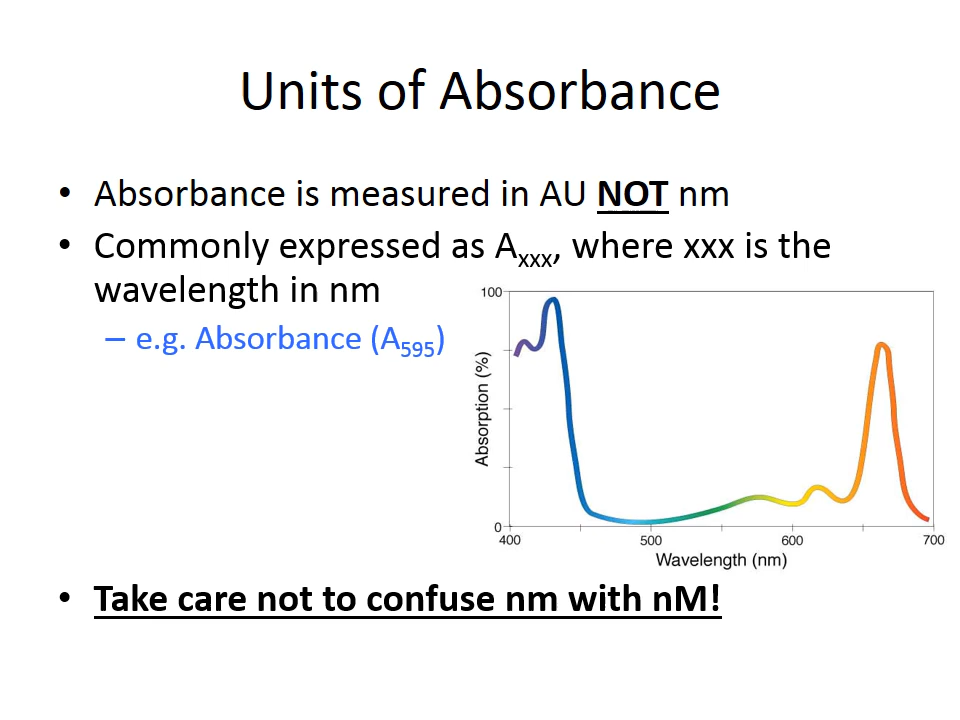 Units of Absorbance
• Absorbance is measured in AU NOT nm
• Commonly expressed as Axxx, where xxx is the
wavelength in nm
– e.g. Absorbance (A595)
100
Absorption (%)
0
400 500 600 700
Wavelength (nm)
• Take care not to confuse nm with nM!